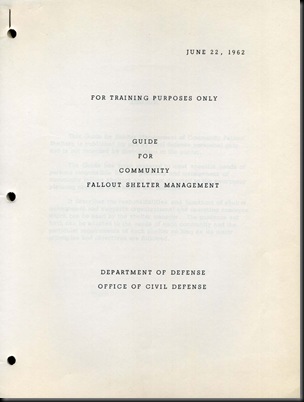 JUNE 22, 1962
FOR TRAINING PURPOSES ONLY
GUIDE
FOR
COMMUNITY
FALLOUT SHELTER MANAGEMENT
DEPARTMENT OF DEFENSE
OFFICE OF CIVIL DEFENSE